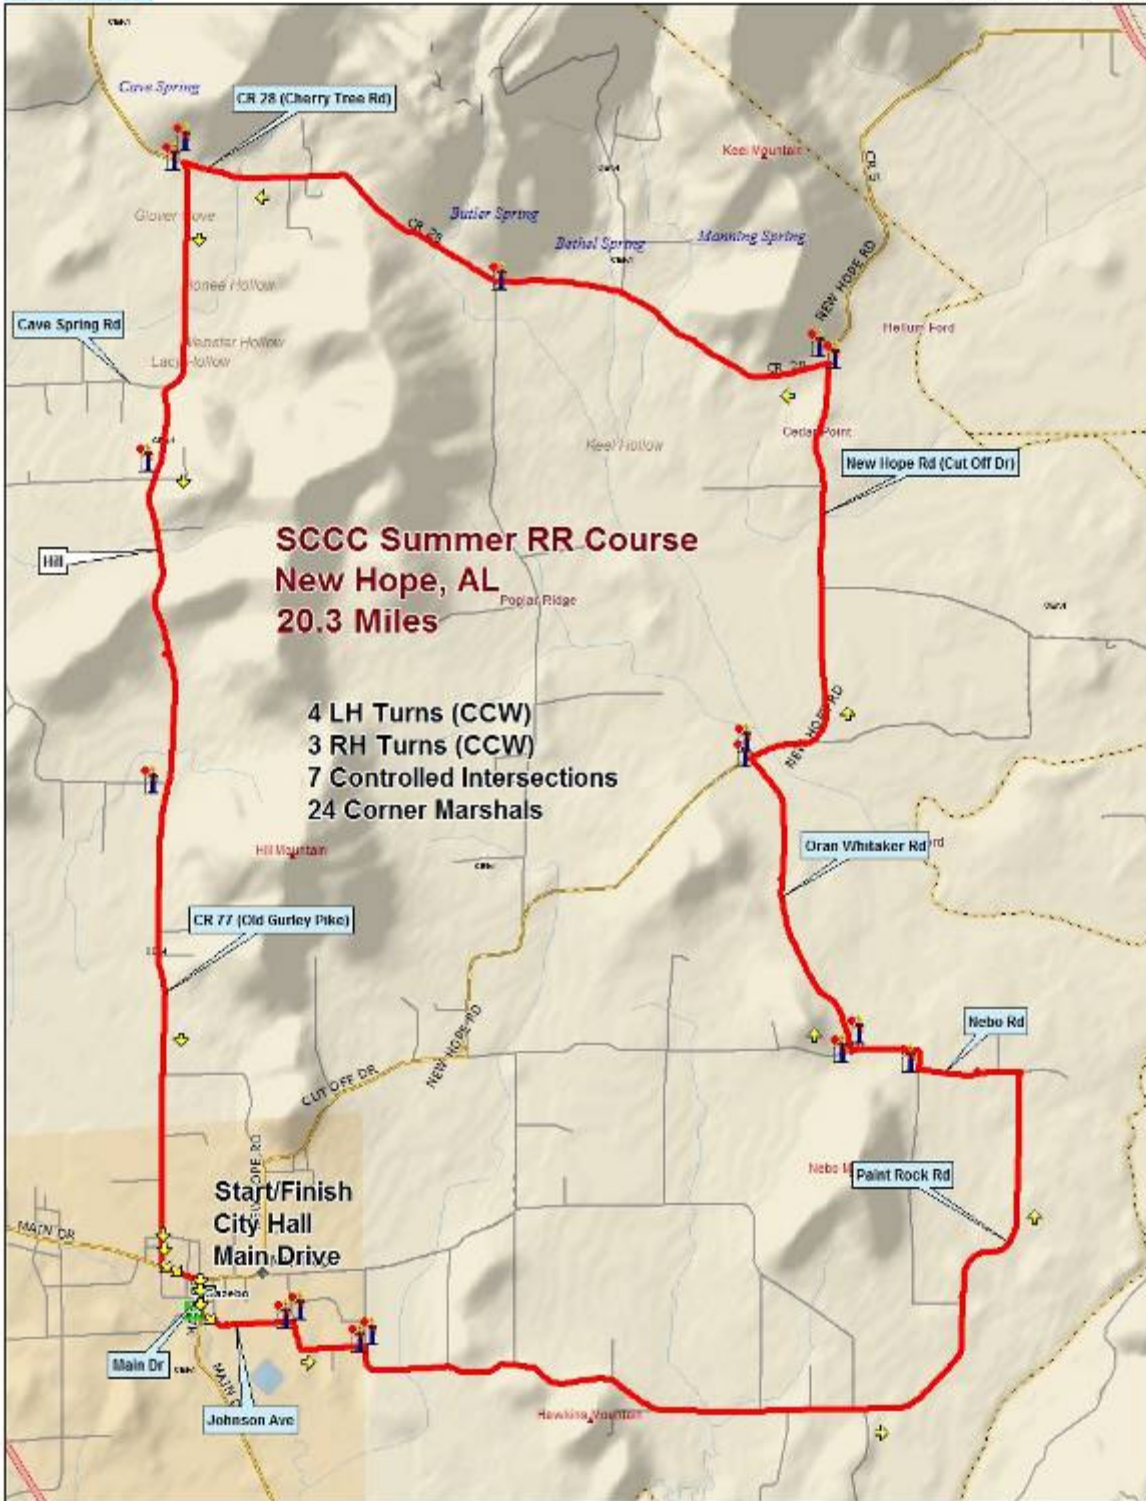 Cave Spring
CR 28 (Cherry Tree Rd)
Keel Mountain
CR 5
Glover Cove
Butler Spring
CR 28
Bethel Spring
Manning Spring
NEW HOPE RD
Cave Spring Rd
Lacy Hollow
CR 28
Cedar Point
Keel Hollow
New Hope Rd (Cut Off Dr)
SCCC Summer RR Course
Hill
New Hope, AL
Poplar Ridge
20.3 Miles
4 LH Turns (CCW)
NEW HOPE RD
3 RH Turns (CCW)
7 Controlled Intersections
24 Corner Marshals
Oran Whitaker Rd
Hill Mountain
CR 77 (Old Gurley Pike)
Nebo Rd
NEW HOPE RD
CUT OFF DR
Paint Rock Rd
Start/Finish
City Hall
MAIN DR
Main Drive
Gazebo
Main Dr
Johnson Ave
Hawkins Mountain